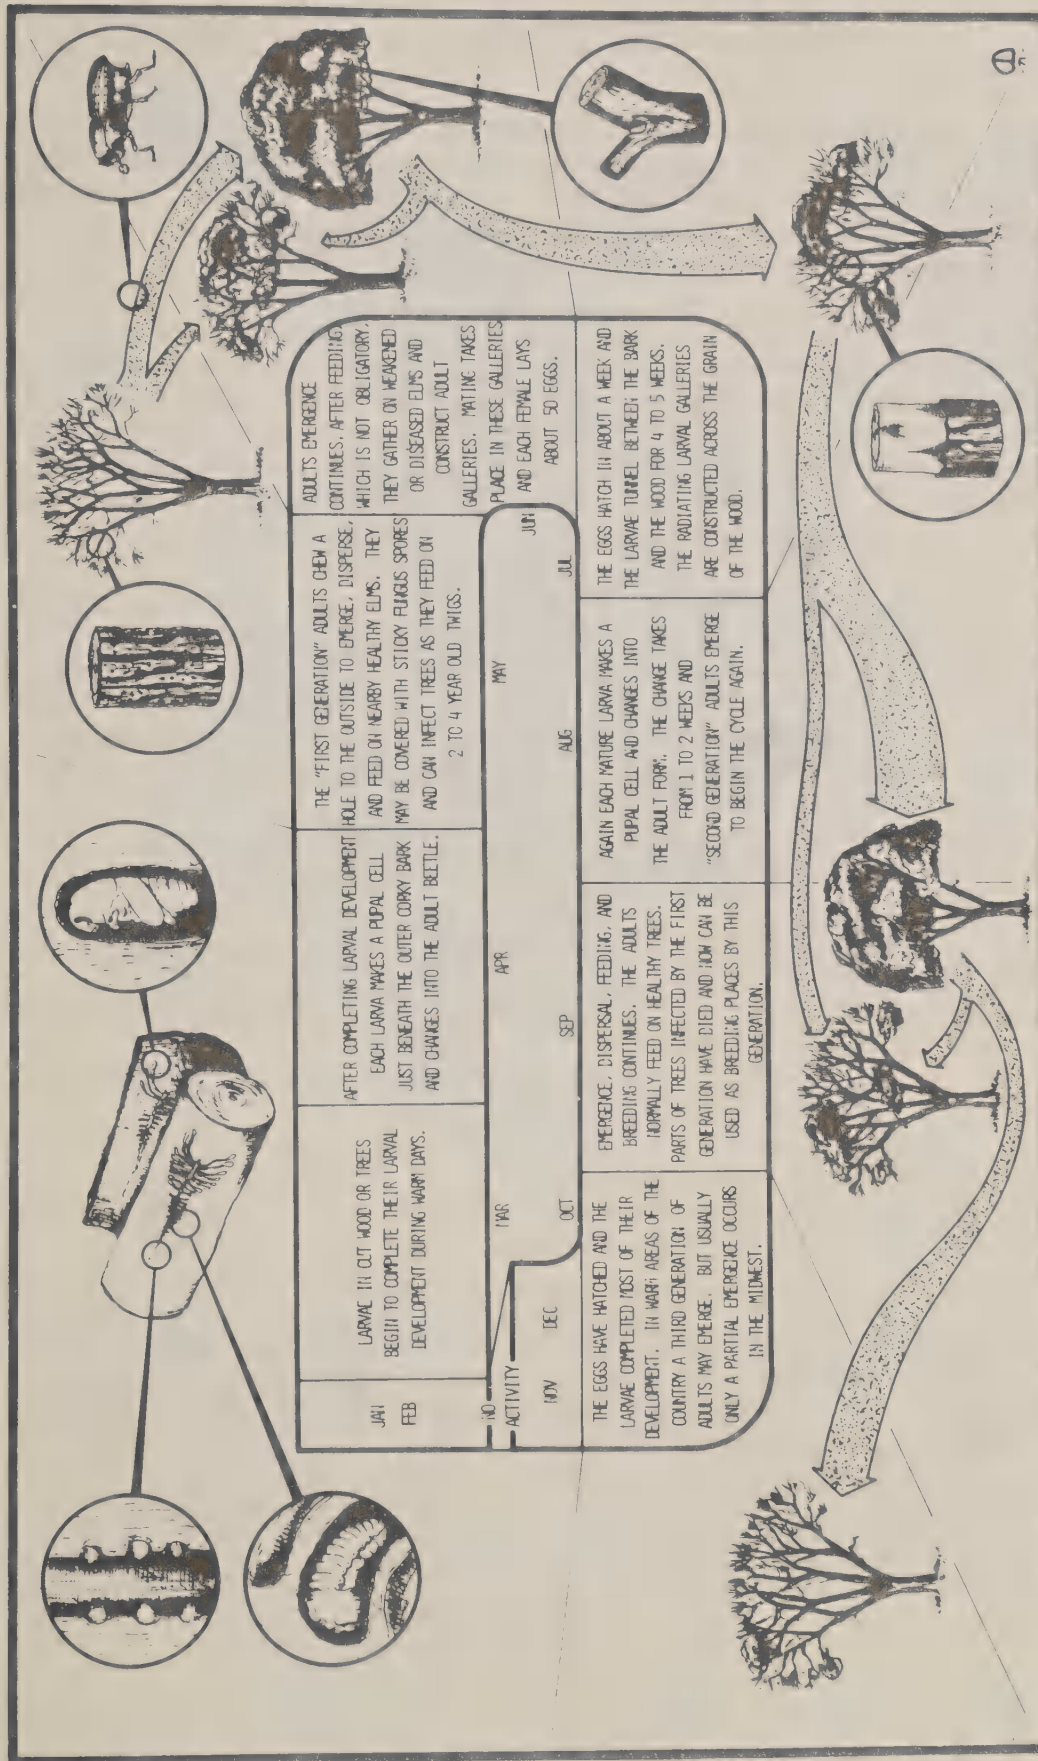 JAN
FEB
LARVAE IN CUT WOOD OR TREES
BEGIN TO COMPLETE THEIR LARVAL
DEVELOPMENT DURING WARM DAYS.
AFTER COMPLETING LARVAL DEVELOPMENT
EACH LARVA MAKES A PUPAL CELL
JUST BENEATH THE OUTER CORKY BARK
AND CHANGES INTO THE ADULT BEETLE.
THE "FIRST GENERATION" ADULTS CHEW A
HOLE TO THE OUTSIDE TO EMERGE, DISPERSE,
AND FEED ON NEARBY HEALTHY ELMS. THEY
MAY BE COVERED WITH STICKY FUNGUS SPORES
AND CAN INFECT TREES AS THEY FEED ON
2 TO 4 YEAR OLD TWIGS.
ADULTS EMERGENCE
CONTINUES. AFTER FEEDING,
WHICH IS NOT OBLIGATORY,
THEY GATHER ON WEAKENED
OR DISEASED ELMS AND
CONSTRUCT ADULT
GALLERIES. MATING TAKES
PLACE IN THESE GALLERIES
AND EACH FEMALE LAYS
ABOUT 50 EGGS.
NO
ACTIVITY
MAR
APR
MAY
JUN
NOV
DEC
OCT
SEP
AUG
JUL
THE EGGS HAVE HATCHED AND THE
LARVAE COMPLETED MOST OF THEIR
DEVELOPMENT. IN WARM AREAS OF THE
COUNTRY A THIRD GENERATION OF
ADULTS MAY EMERGE. BUT USUALLY
ONLY A PARTIAL EMERGENCE OCCURS
IN THE MIDWEST.
EMERGENCE, DISPERSAL, FEEDING, AND
BREEDING CONTINUES. THE ADULTS
NORMALLY FEED ON HEALTHY TREES.
PARTS OF TREES INFECTED BY THE FIRST
GENERATION HAVE DIED AND NOW CAN BE
USED AS BREEDING PLACES BY THIS
GENERATION.
AGAIN EACH MATURE LARVA MAKES A
PUPAL CELL AND CHANGES INTO
THE ADULT FORM. THE CHANGE TAKES
FROM 1 TO 2 WEEKS AND
"SECOND GENERATION" ADULTS EMERGE
TO BEGIN THE CYCLE AGAIN.
THE EGGS HATCH IN ABOUT A WEEK AND
THE LARVAE TUNNEL BETWEEN THE BARK
AND THE WOOD FOR 4 TO 5 WEEKS.
THE RADIATING LARVAL GALLERIES
ARE CONSTRUCTED ACROSS THE GRAIN
OF THE WOOD.